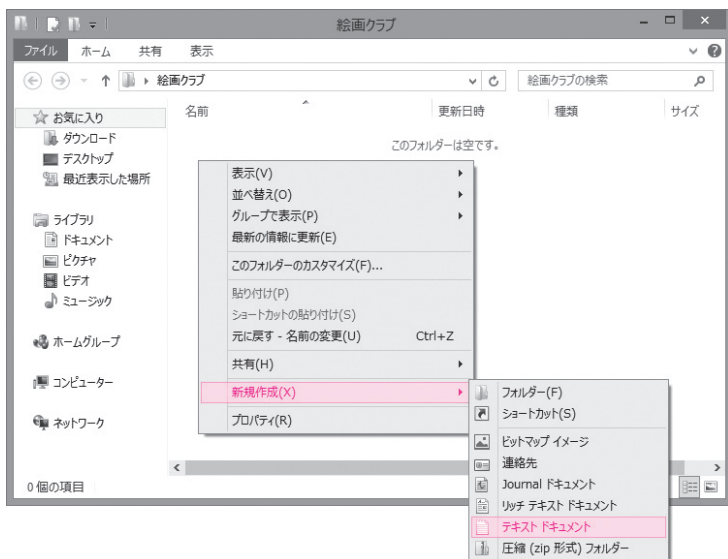 絵画クラブ
ファイル ホーム 共有 表示
絵画クラブ 絵画クラブの検索
名前 更新日時 種類 サイズ
このフォルダーは空です。
お気に入り
ダウンロード
デスクトップ
最近表示した場所
ライブラリ
ドキュメント
ピクチャ
ビデオ
ミュージック
ホームグループ
コンピューター
ネットワーク
0 個の項目
表示(V)
並べ替え(O)
グループで表示(P)
最新の情報に更新(E)
このフォルダーのカスタマイズ(F)...
貼り付け(P)
ショートカットの貼り付け(S)
元に戻す - 名前の変更(U) Ctrl+Z
共有(H)
新規作成(X)
プロパティ(R)
フォルダー(F)
ショートカット(S)
ビットマップ イメージ
連絡先
Journal ドキュメント
リッチ テキスト ドキュメント
テキスト ドキュメント
圧縮 (zip 形式) フォルダー